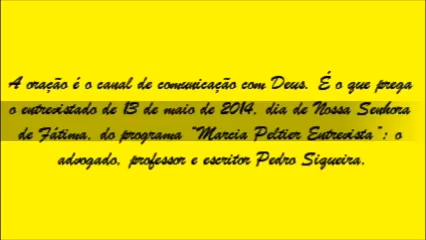 A oração é o canal de comunicação com Deus. É o que prega
o entrevistado de 13 de maio de 2014, dia de Nossa Senhora
de Fátima, do programa "Marcia Peltier Entrevista": o
advogado, professor e escritor Pedro Siqueira.